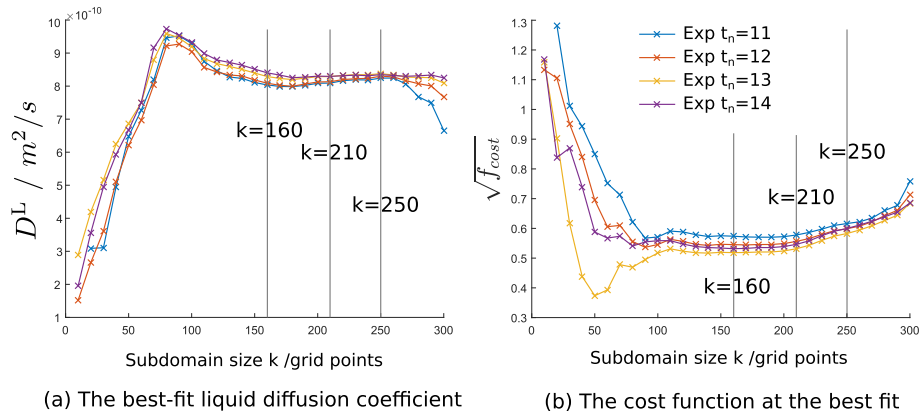 ×10⁻¹⁰
10
9
8
7
6
5
4
3
2
1
D^L / m²/s
k=160
k=210
k=250
0 50 100 150 200 250 300
Subdomain size k /grid points
(a) The best-fit liquid diffusion coefficient
1.3
1.2
1.1
1
0.9
0.8
0.7
0.6
0.5
0.4
0.3
√f_cost
Exp tₙ=11
Exp tₙ=12
Exp tₙ=13
Exp tₙ=14
k=250
k=210
k=160
0 50 100 150 200 250 300
Subdomain size k /grid points
(b) The cost function at the best fit